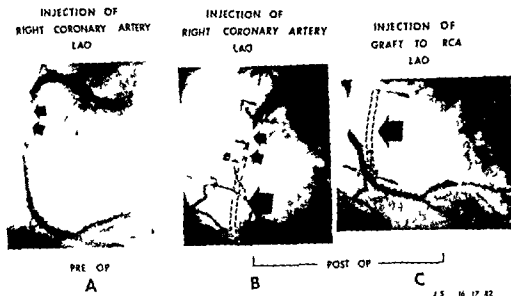 INJECTION OF
RIGHT CORONARY ARTERY
LAO
INJECTION OF
RIGHT CORONARY ARTERY
LAO
INJECTION OF
GRAFT TO RCA
LAO
PRE OP
A
B
POST OP
C